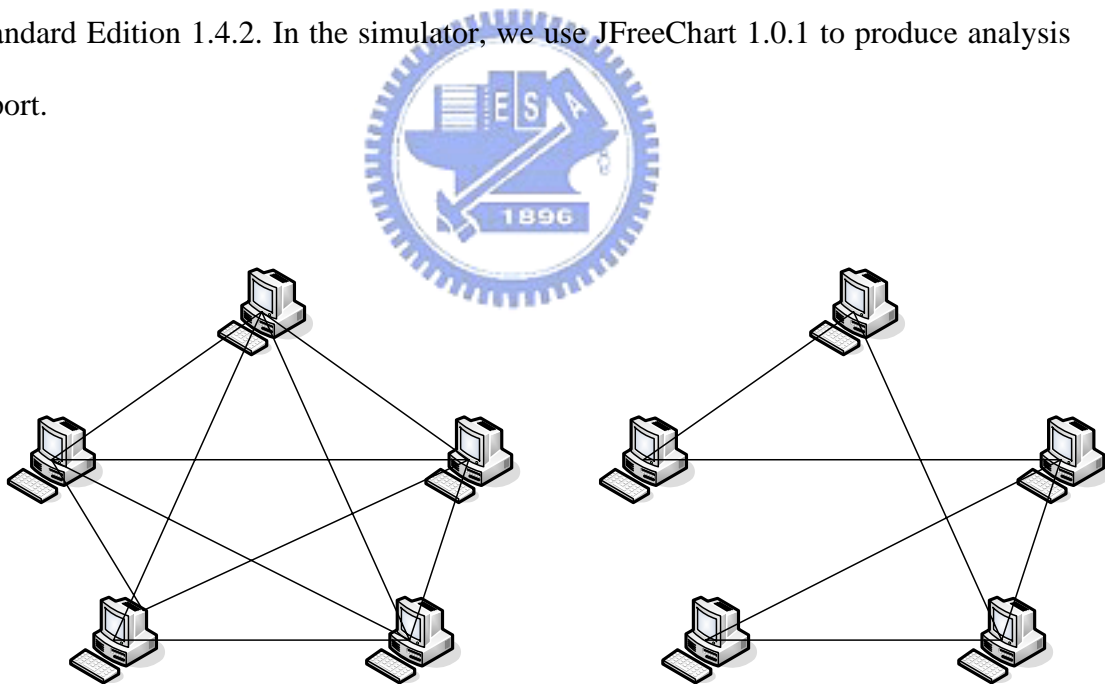 andard Edition 1.4.2. In the simulator, we use JFreeChart 1.0.1 to produce analysis
port.
E S A
1896